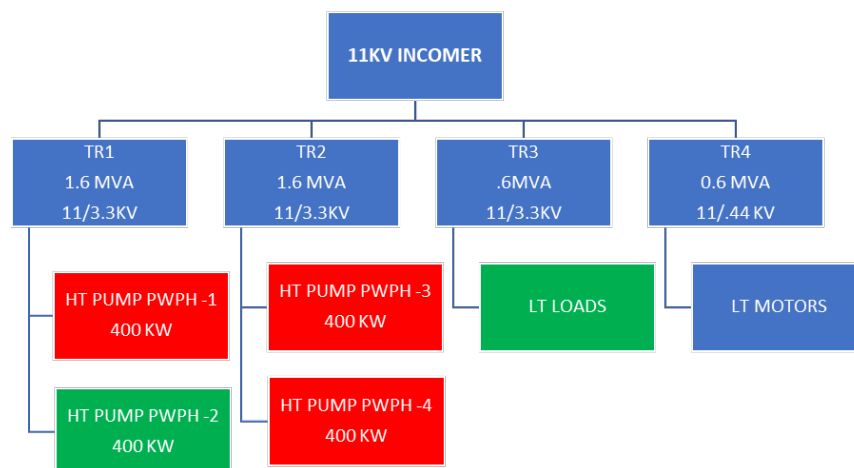 11KV INCOMER
TR1
1.6 MVA
11/3.3KV
TR2
1.6 MVA
11/3.3KV
TR3
.6MVA
11/3.3KV
TR4
0.6 MVA
11/.44 KV
HT PUMP PWPH -1
400 KW
HT PUMP PWPH -3
400 KW
LT LOADS
LT MOTORS
HT PUMP PWPH -2
400 KW
HT PUMP PWPH -4
400 KW